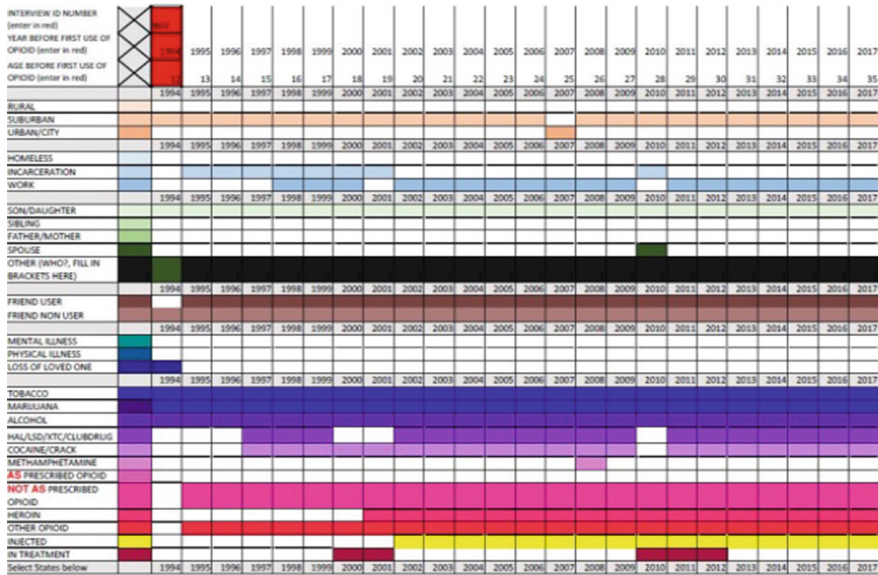 INTERVIEW ID NUMBER
(enter in red)
YEAR BEFORE FIRST USE OF
OPIOID (enter in red) 1995 1996 1997 1998 1999 2000 2001 2002 2003 2004 2005 2006 2007 2008 2009 2010 2011 2012 2013 2014 2015 2016 2017
AGE BEFORE FIRST USE OF
OPIOID (enter in red) 12 13 14 15 16 17 18 19 20 21 22 23 24 25 26 27 28 29 30 31 32 33 34 35
1994 1995 1996 1997 1998 1999 2000 2001 2002 2003 2004 2005 2006 2007 2008 2009 2010 2011 2012 2013 2014 2015 2016 2017
RURAL
SUBURBAN
URBAN/CITY
1994 1995 1996 1997 1998 1999 2000 2001 2002 2003 2004 2005 2006 2007 2008 2009 2010 2011 2012 2013 2014 2015 2016 2017
HOMELESS
INCARCERATION
WORK
1994 1995 1996 1997 1998 1999 2000 2001 2002 2003 2004 2005 2006 2007 2008 2009 2010 2011 2012 2013 2014 2015 2016 2017
SON/DAUGHTER
SIBLING
FATHER/MOTHER
SPOUSE
OTHER (WHO?, FILL IN
BRACKETS HERE)
1994 1995 1996 1997 1998 1999 2000 2001 2002 2003 2004 2005 2006 2007 2008 2009 2010 2011 2012 2013 2014 2015 2016 2017
FRIEND USER
FRIEND NON USER
1994 1995 1996 1997 1998 1999 2000 2001 2002 2003 2004 2005 2006 2007 2008 2009 2010 2011 2012 2013 2014 2015 2016 2017
MENTAL ILLNESS
PHYSICAL ILLNESS
LOSS OF LOVED ONE
1994 1995 1996 1997 1998 1999 2000 2001 2002 2003 2004 2005 2006 2007 2008 2009 2010 2011 2012 2013 2014 2015 2016 2017
TOBACCO
MARIJUANA
ALCOHOL
HAL/LSD/XTC/CLUBDRUG
COCAINE/CRACK
METHAMPHETAMINE
AS PRESCRIBED OPIOID
NOT AS PRESCRIBED
OPIOID
HEROIN
OTHER OPIOID
INJECTED
IN TREATMENT
Select States below 1994 1995 1996 1997 1998 1999 2000 2001 2002 2003 2004 2005 2006 2007 2008 2009 2010 2011 2012 2013 2014 2015 2016 2017